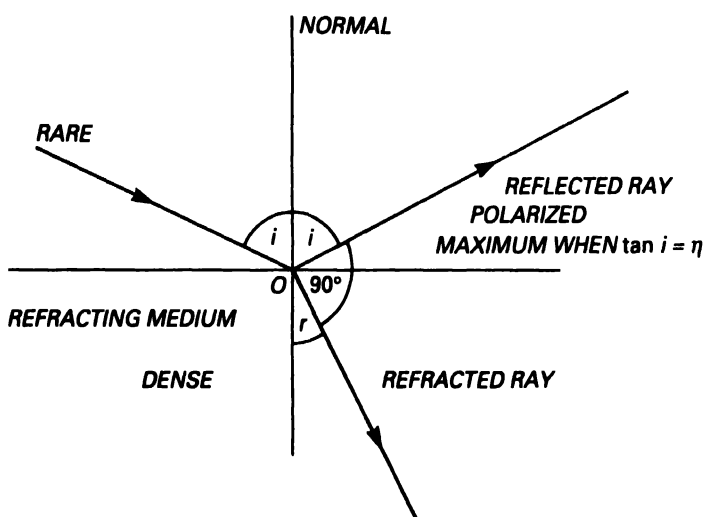 NORMAL
RARE
REFLECTED RAY
POLARIZED
MAXIMUM WHEN tan i = η
i
i
O
90°
r
REFRACTING MEDIUM
DENSE
REFRACTED RAY